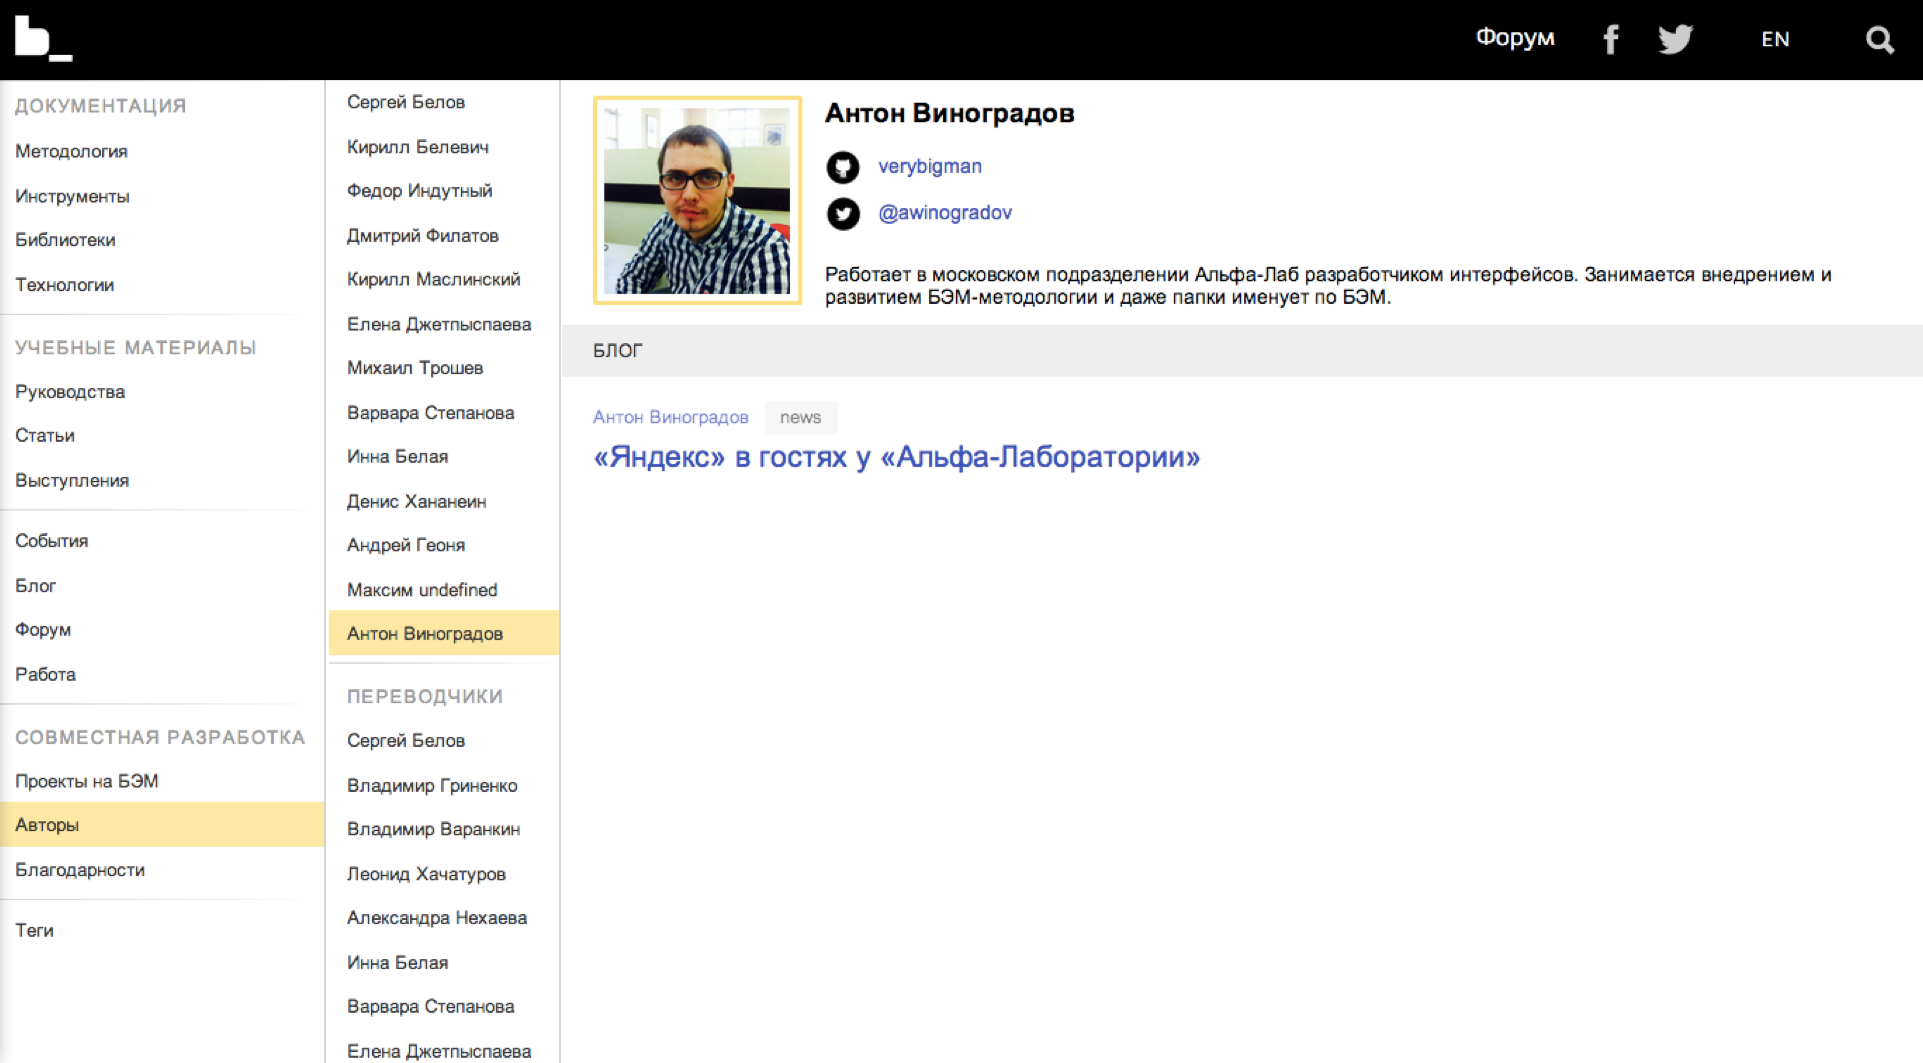 b_
Форум
EN
ДОКУМЕНТАЦИЯ
Методология
Инструменты
Библиотеки
Технологии
УЧЕБНЫЕ МАТЕРИАЛЫ
Руководства
Статьи
Выступления
События
Блог
Форум
Работа
СОВМЕСТНАЯ РАЗРАБОТКА
Проекты на БЭМ
Авторы
Благодарности
Теги
Сергей Белов
Кирилл Белевич
Федор Индутный
Дмитрий Филатов
Кирилл Маслинский
Елена Джетпыспаева
Михаил Трошев
Варвара Степанова
Инна Белая
Денис Хананеин
Андрей Геоня
Максим undefined
Антон Виноградов
ПЕРЕВОДЧИКИ
Сергей Белов
Владимир Гриненко
Владимир Варанкин
Леонид Хачатуров
Александра Нехаева
Инна Белая
Варвара Степанова
Елена Джетпыспаева
Антон Виноградов
verybigman
@awinogradov
Работает в московском подразделении Альфа-Лаб разработчиком интерфейсов. Занимается внедрением и
развитием БЭМ-методологии и даже папки именует по БЭМ.
БЛОГ
Антон Виноградов news
«Яндекс» в гостях у «Альфа-Лаборатории»